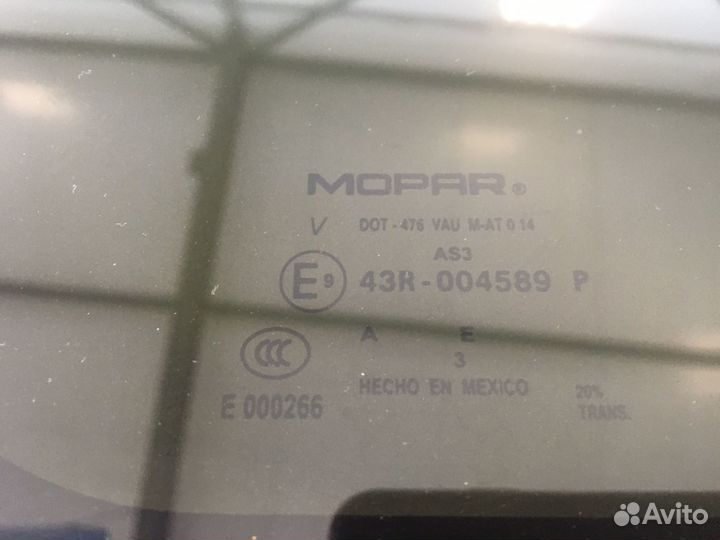 MOPAR®
V DOT - 476 VAU M-AT 0 14
AS3
E9 43R-004589 P
A E
3
CCC
HECHO EN MEXICO
E 000266
20%
TRANS.
Avito